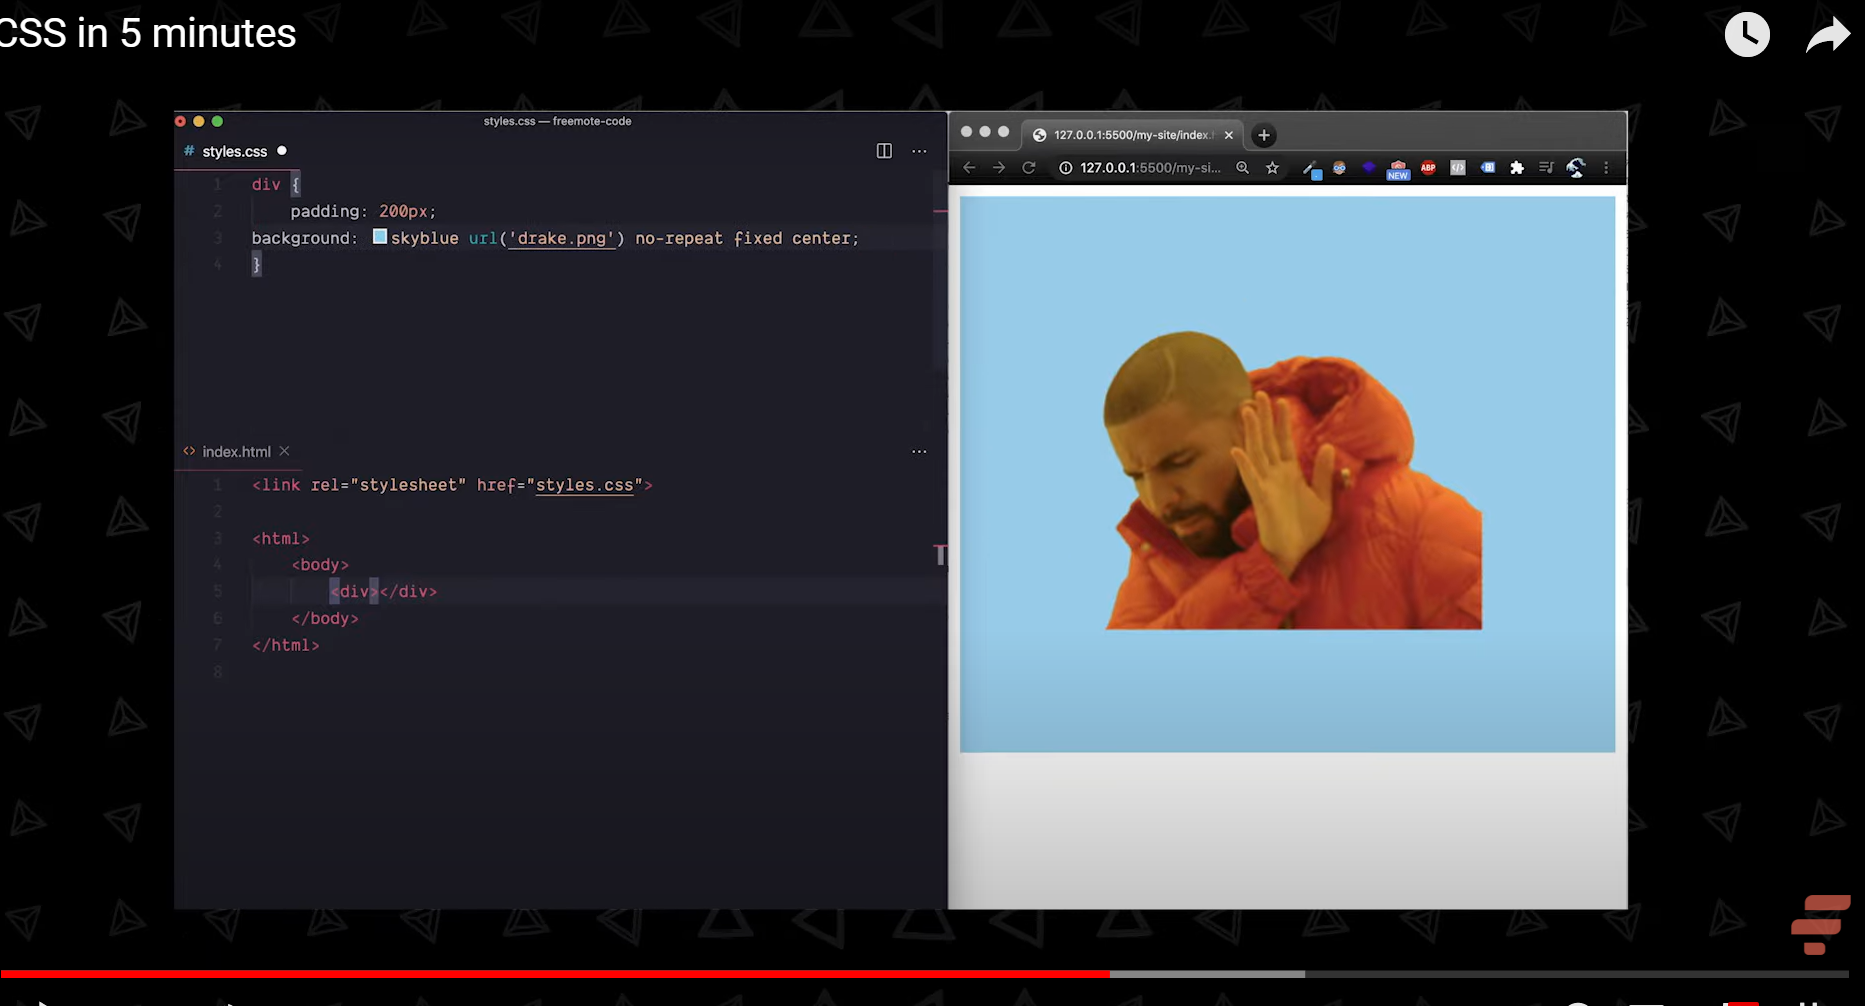 CSS in 5 minutes
styles.css — freemote-code
# styles.css
1 div {
2 padding: 200px;
3 background: skyblue url('drake.png') no-repeat fixed center;
4 }
<> index.html
1 <link rel="stylesheet" href="styles.css">
2
3 <html>
4 <body>
5 <div></div>
6 </body>
7 </html>
8
127.0.0.1:5500/my-site/index.
127.0.0.1:5500/my-si...
NEW
ABP